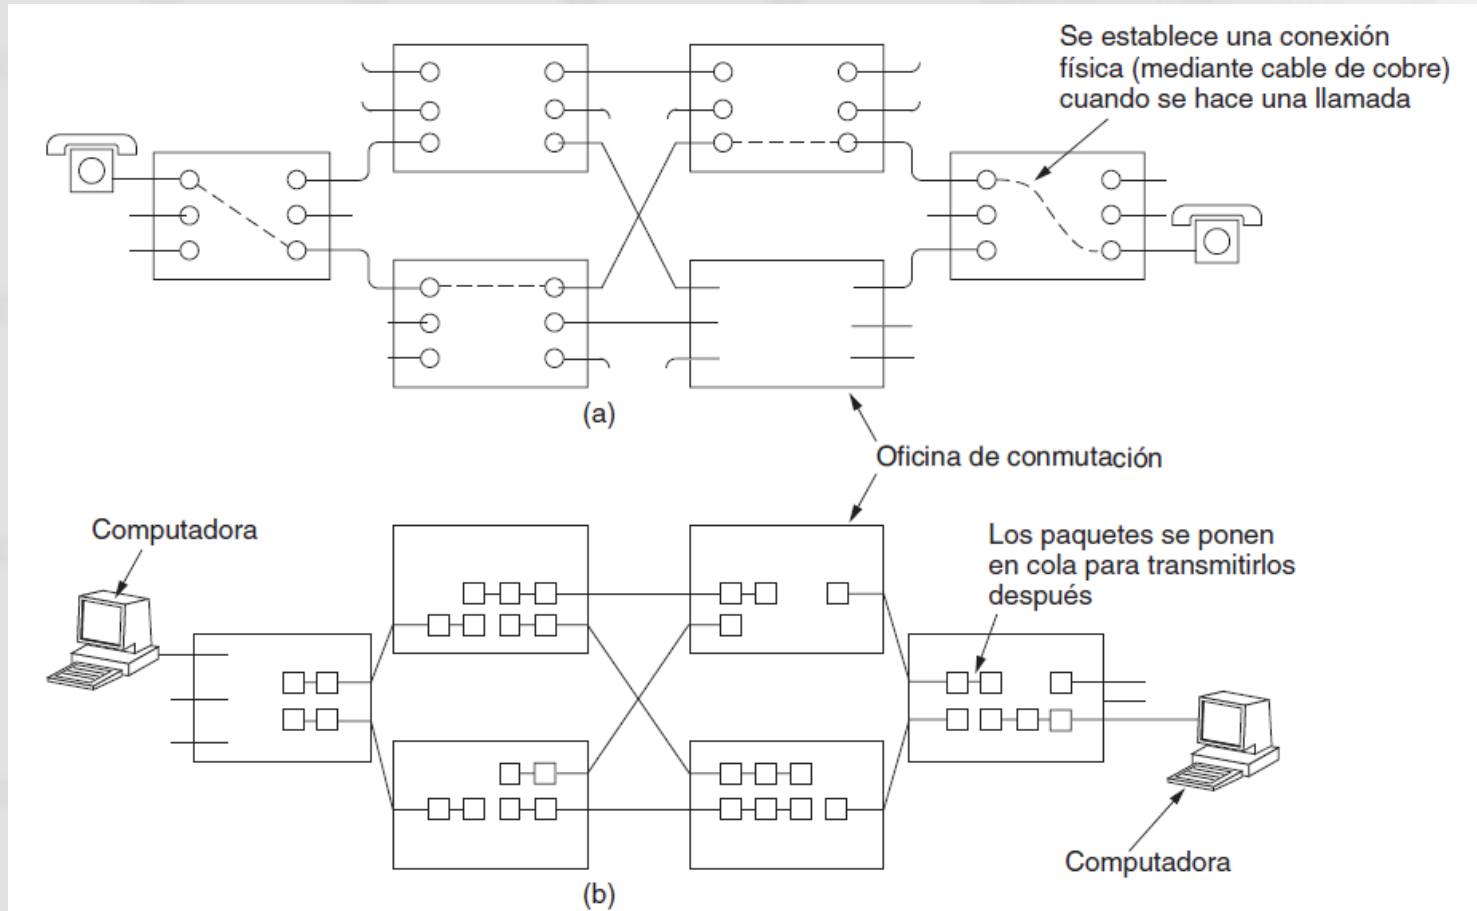 Se establece una conexión
física (mediante cable de cobre)
cuando se hace una llamada
(a)
Oficina de conmutación
Computadora
Los paquetes se ponen
en cola para transmitirlos
después
Computadora
(b)